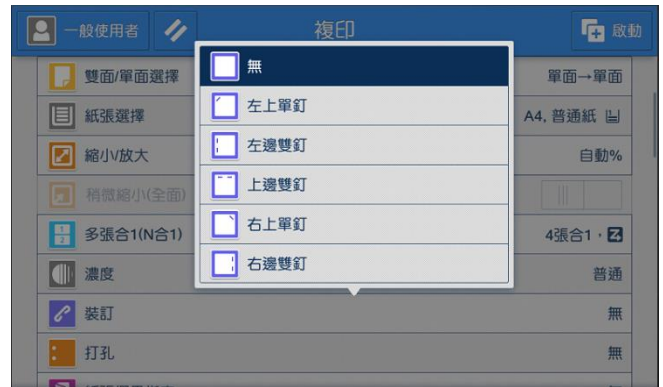 一般使用者
複印
啟動
雙面/單面選擇
單面→單面
紙張選擇
A4, 普通紙
縮小/放大
自動%
稍微縮小(全面)
多張合1(N合1)
4張合1，
濃度
普通
裝訂
無
打孔
無
無
左上單釘
左邊雙釘
上邊雙釘
右上單釘
右邊雙釘